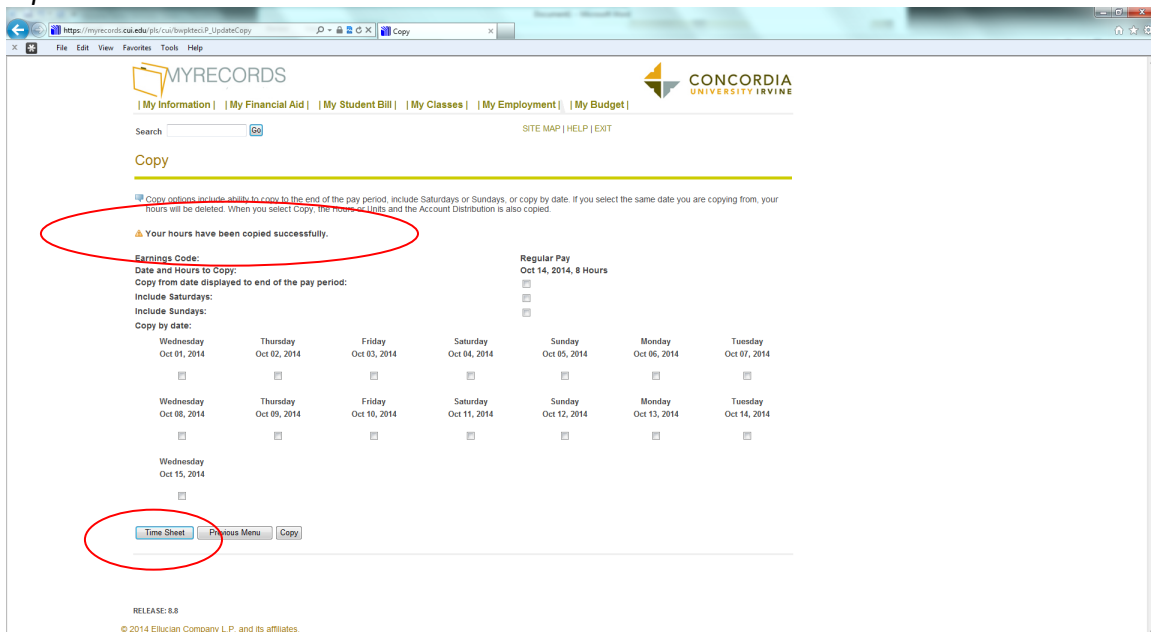 Document1 - Microsoft Word
https://myrecords.cui.edu/pls/cui/bwpkteci.P_UpdateCopy
Copy
File Edit View Favorites Tools Help
MYRECORDS
CONCORDIA
UNIVERSITY IRVINE
| My Information | | My Financial Aid | | My Student Bill | | My Classes | | My Employment | | My Budget |
Search Go
SITE MAP | HELP | EXIT
Copy
Copy options include ability to copy to the end of the pay period, include Saturdays or Sundays, or copy by date. If you select the same date you are copying from, your
hours will be deleted. When you select Copy, the Hours or Units and the Account Distribution is also copied.
Your hours have been copied successfully.
Earnings Code: Regular Pay
Date and Hours to Copy: Oct 14, 2014, 8 Hours
Copy from date displayed to end of the pay period:
Include Saturdays:
Include Sundays:
Copy by date:
Wednesday Thursday Friday Saturday Sunday Monday Tuesday
Oct 01, 2014 Oct 02, 2014 Oct 03, 2014 Oct 04, 2014 Oct 05, 2014 Oct 06, 2014 Oct 07, 2014
Wednesday Thursday Friday Saturday Sunday Monday Tuesday
Oct 08, 2014 Oct 09, 2014 Oct 10, 2014 Oct 11, 2014 Oct 12, 2014 Oct 13, 2014 Oct 14, 2014
Wednesday
Oct 15, 2014
Time Sheet Previous Menu Copy
RELEASE: 8.8
© 2014 Ellucian Company L.P. and its affiliates.